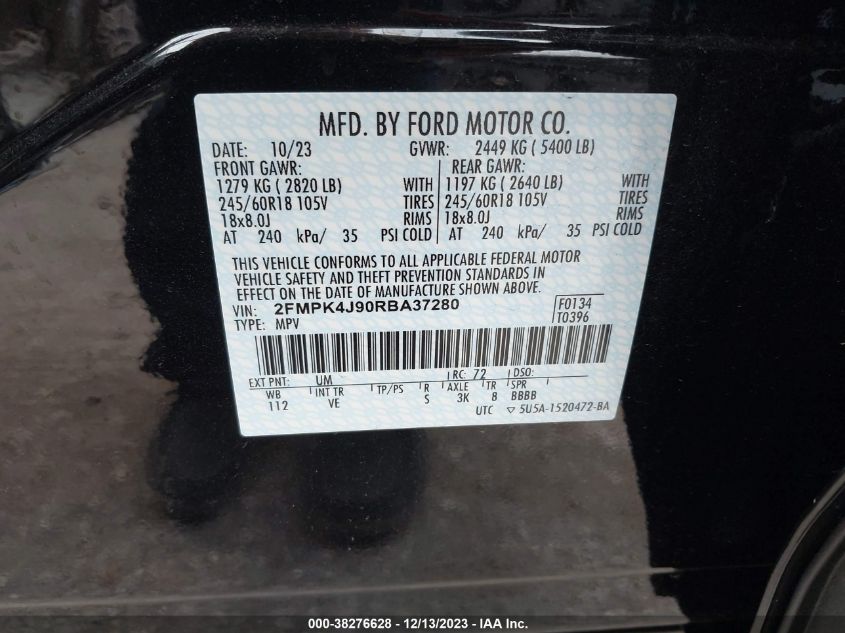 MFD. BY FORD MOTOR CO.
DATE: 10/23 GVWR: 2449 KG ( 5400 LB)
FRONT GAWR: REAR GAWR:
1279 KG ( 2820 LB) WITH 1197 KG ( 2640 LB) WITH
245/60R18 105V TIRES 245/60R18 105V TIRES
18x8.0J RIMS 18x8.0J RIMS
AT 240 kPa/ 35 PSI COLD AT 240 kPa/ 35 PSI COLD
THIS VEHICLE CONFORMS TO ALL APPLICABLE FEDERAL MOTOR
VEHICLE SAFETY AND THEFT PREVENTION STANDARDS IN
EFFECT ON THE DATE OF MANUFACTURE SHOWN ABOVE.
VIN: 2FMPK4J90RBA37280 F0134
TYPE: MPV T0396
EXT PNT: UM RC: 72 DSO:
WB INT TR TP/PS R AXLE TR SPR
112 VE S 3K 8 BBBB
UTC ▽ 5U5A-1520472-BA
000-38276628 - 12/13/2023 - IAA Inc.